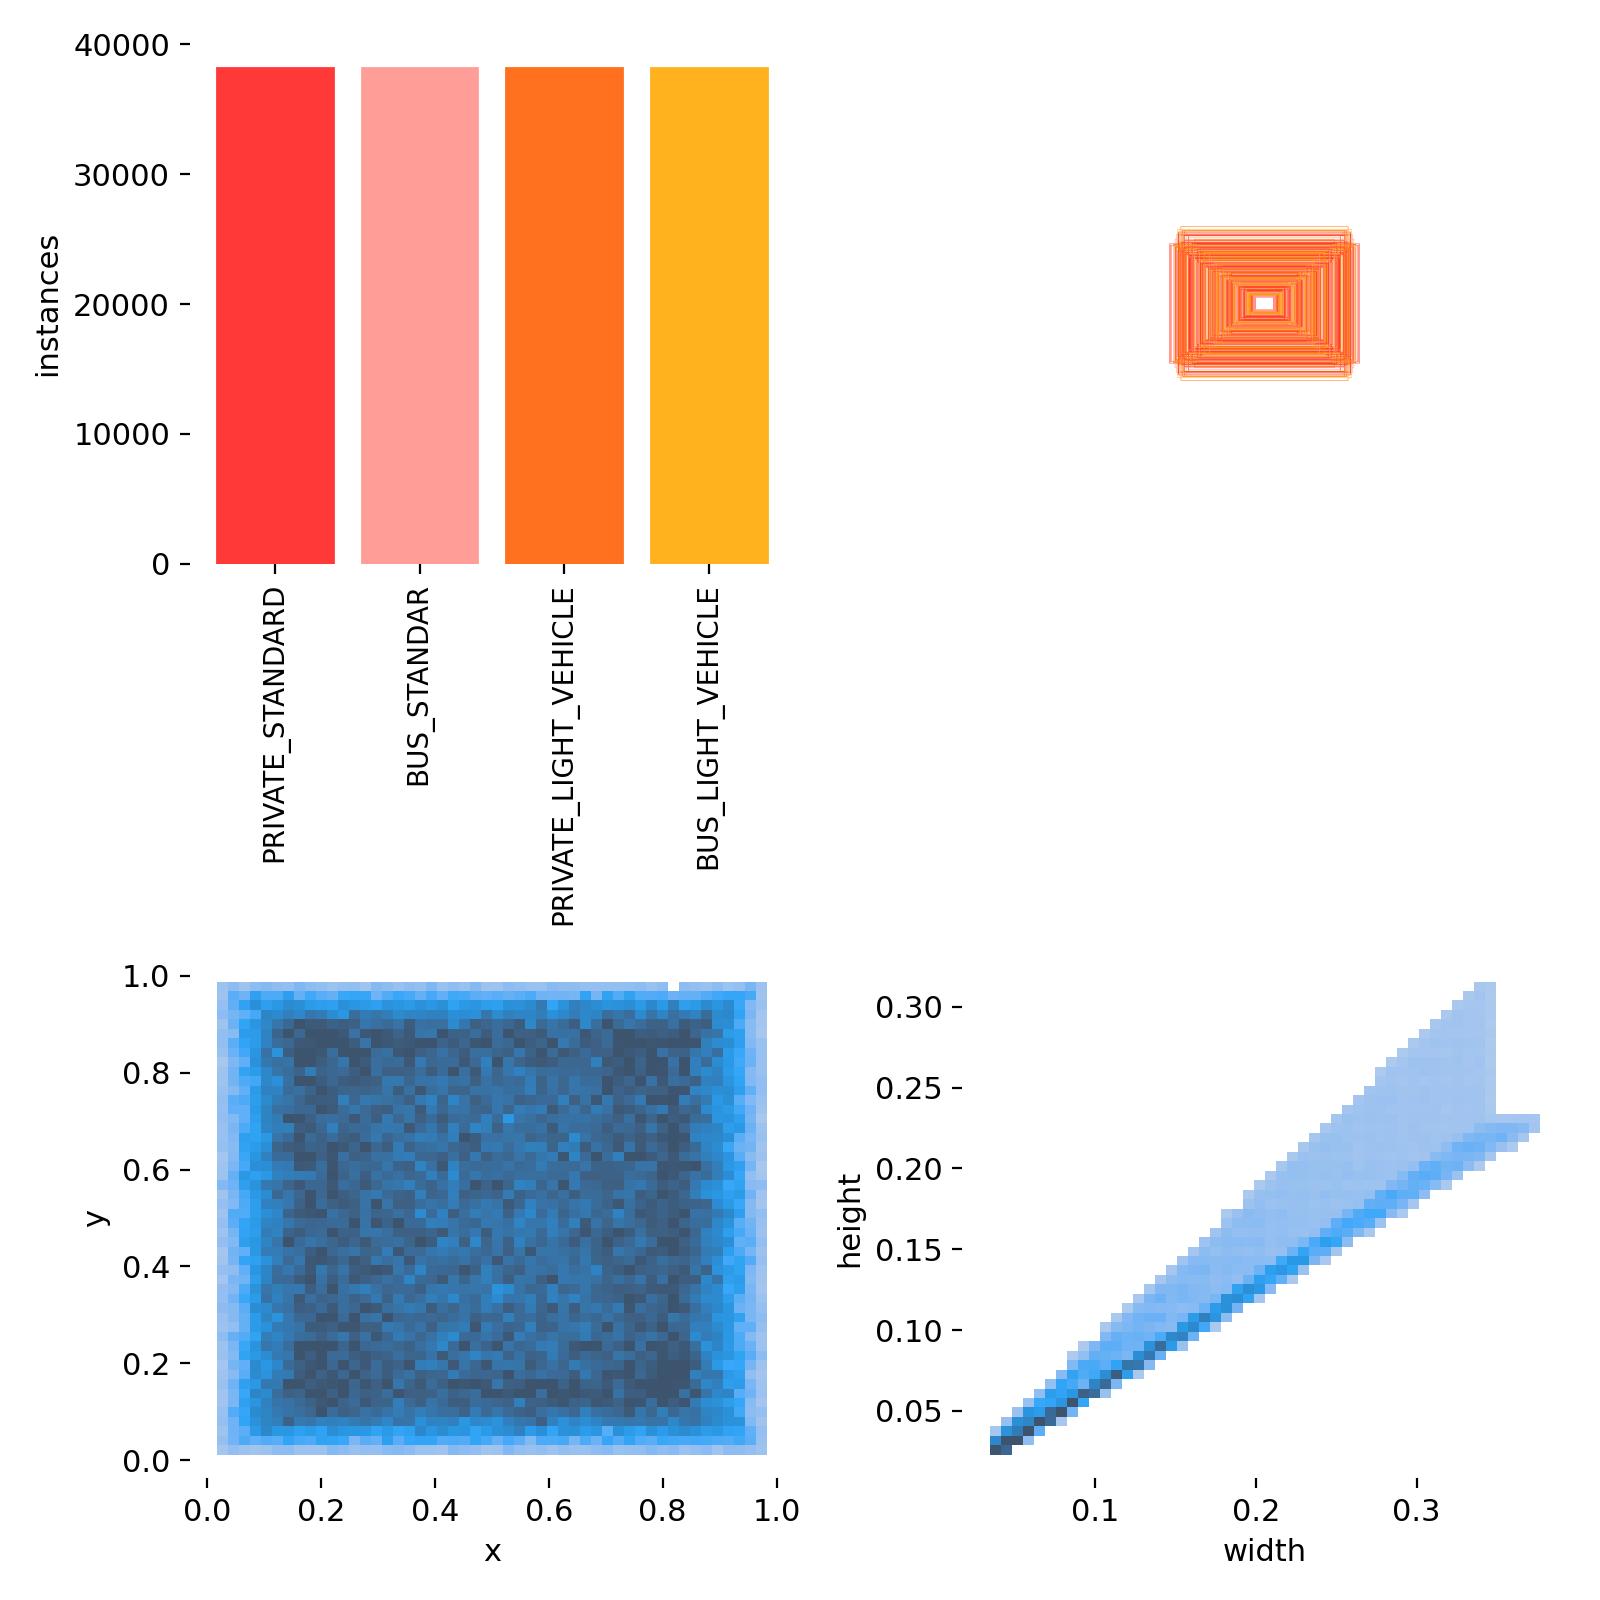 40000
30000
20000
10000
0
instances
PRIVATE_STANDARD
BUS_STANDAR
PRIVATE_LIGHT_VEHICLE
BUS_LIGHT_VEHICLE
1.0
0.8
0.6
0.4
0.2
0.0
y
0.0 0.2 0.4 0.6 0.8 1.0
x
0.30
0.25
0.20
0.15
0.10
0.05
height
0.1 0.2 0.3
width